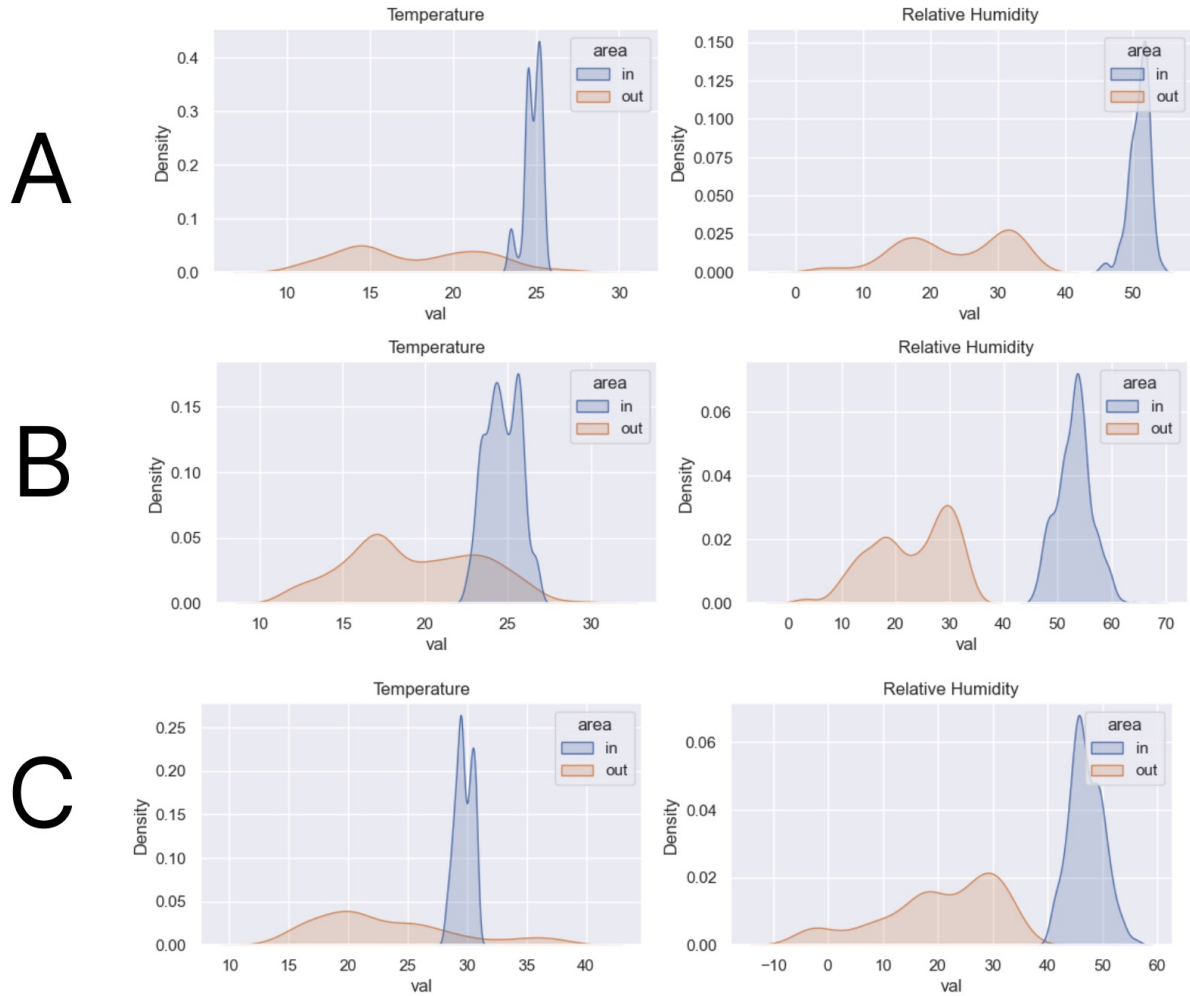 A
Temperature
Density
0.4
0.3
0.2
0.1
0.0
10 15 20 25 30
val
area
in
out
Relative Humidity
Density
0.150
0.125
0.100
0.075
0.050
0.025
0.000
0 10 20 30 40 50
val
area
in
out
B
Temperature
Density
0.15
0.10
0.05
0.00
10 15 20 25 30
val
area
in
out
Relative Humidity
Density
0.06
0.04
0.02
0.00
0 10 20 30 40 50 60 70
val
area
in
out
C
Temperature
Density
0.25
0.20
0.15
0.10
0.05
0.00
10 15 20 25 30 35 40
val
area
in
out
Relative Humidity
Density
0.06
0.04
0.02
0.00
−10 0 10 20 30 40 50 60
val
area
in
out